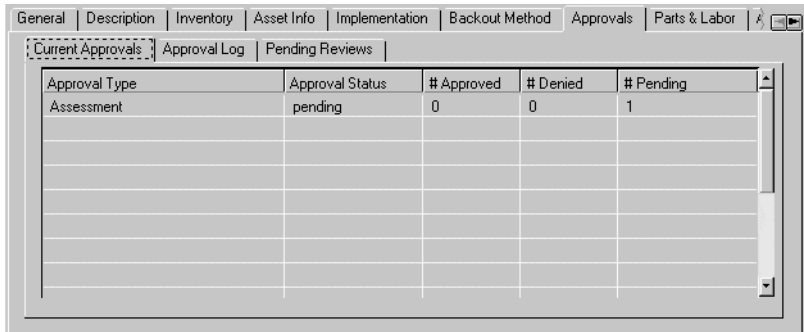 General Description Inventory Asset Info Implementation Backout Method Approvals Parts & Labor
Current Approvals Approval Log Pending Reviews
Approval Type Approval Status # Approved # Denied # Pending
Assessment pending 0 0 1